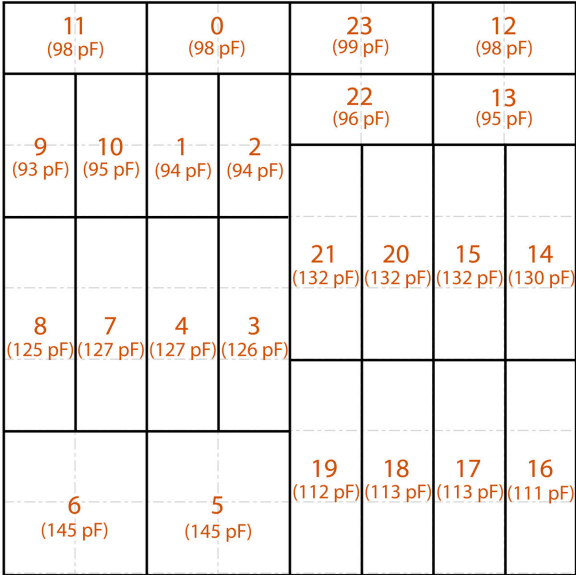 11 0 23 12
(98 pF) (98 pF) (99 pF) (98 pF)
22 13
(96 pF) (95 pF)
9 10 1 2
(93 pF) (95 pF) (94 pF) (94 pF)
21 20 15 14
(132 pF) (132 pF) (132 pF) (130 pF)
8 7 4 3
(125 pF) (127 pF) (127 pF) (126 pF)
19 18 17 16
(112 pF) (113 pF) (113 pF) (111 pF)
6 5
(145 pF) (145 pF)